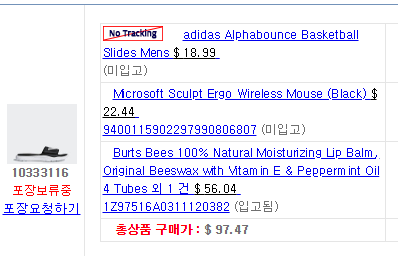 No Tracking adidas Alphabounce Basketball
Slides Mens $ 18.99
(미입고)
Microsoft Sculpt Ergo Wireless Mouse (Black) $
22.44
9400115902297990806807 (미입고)
Burts Bees 100% Natural Moisturizing Lip Balm,
Original Beeswax with Vitamin E & Peppermint Oil
4 Tubes 외 1 건 $ 56.04
1Z97516A0311120382 (입고됨)
총상품 구매가 : $ 97.47
10333116
포장보류중
포장요청하기